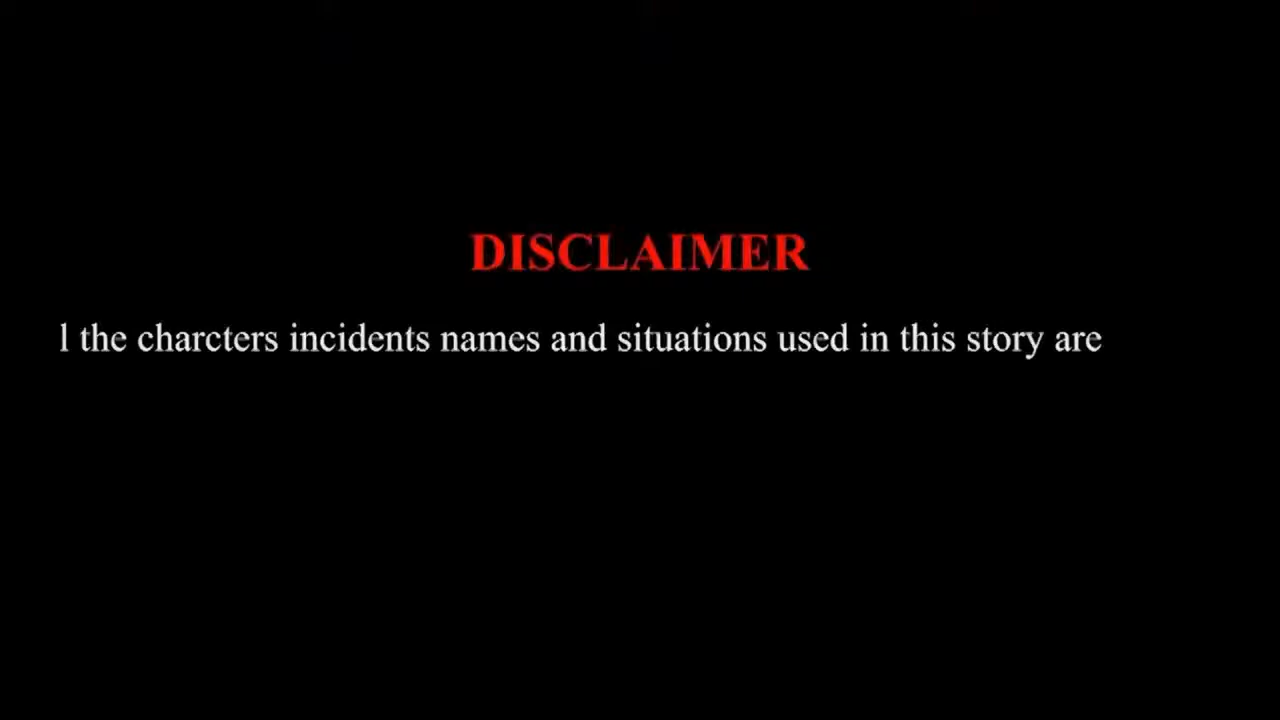 DISCLAIMER
l the charcters incidents names and situations used in this story are